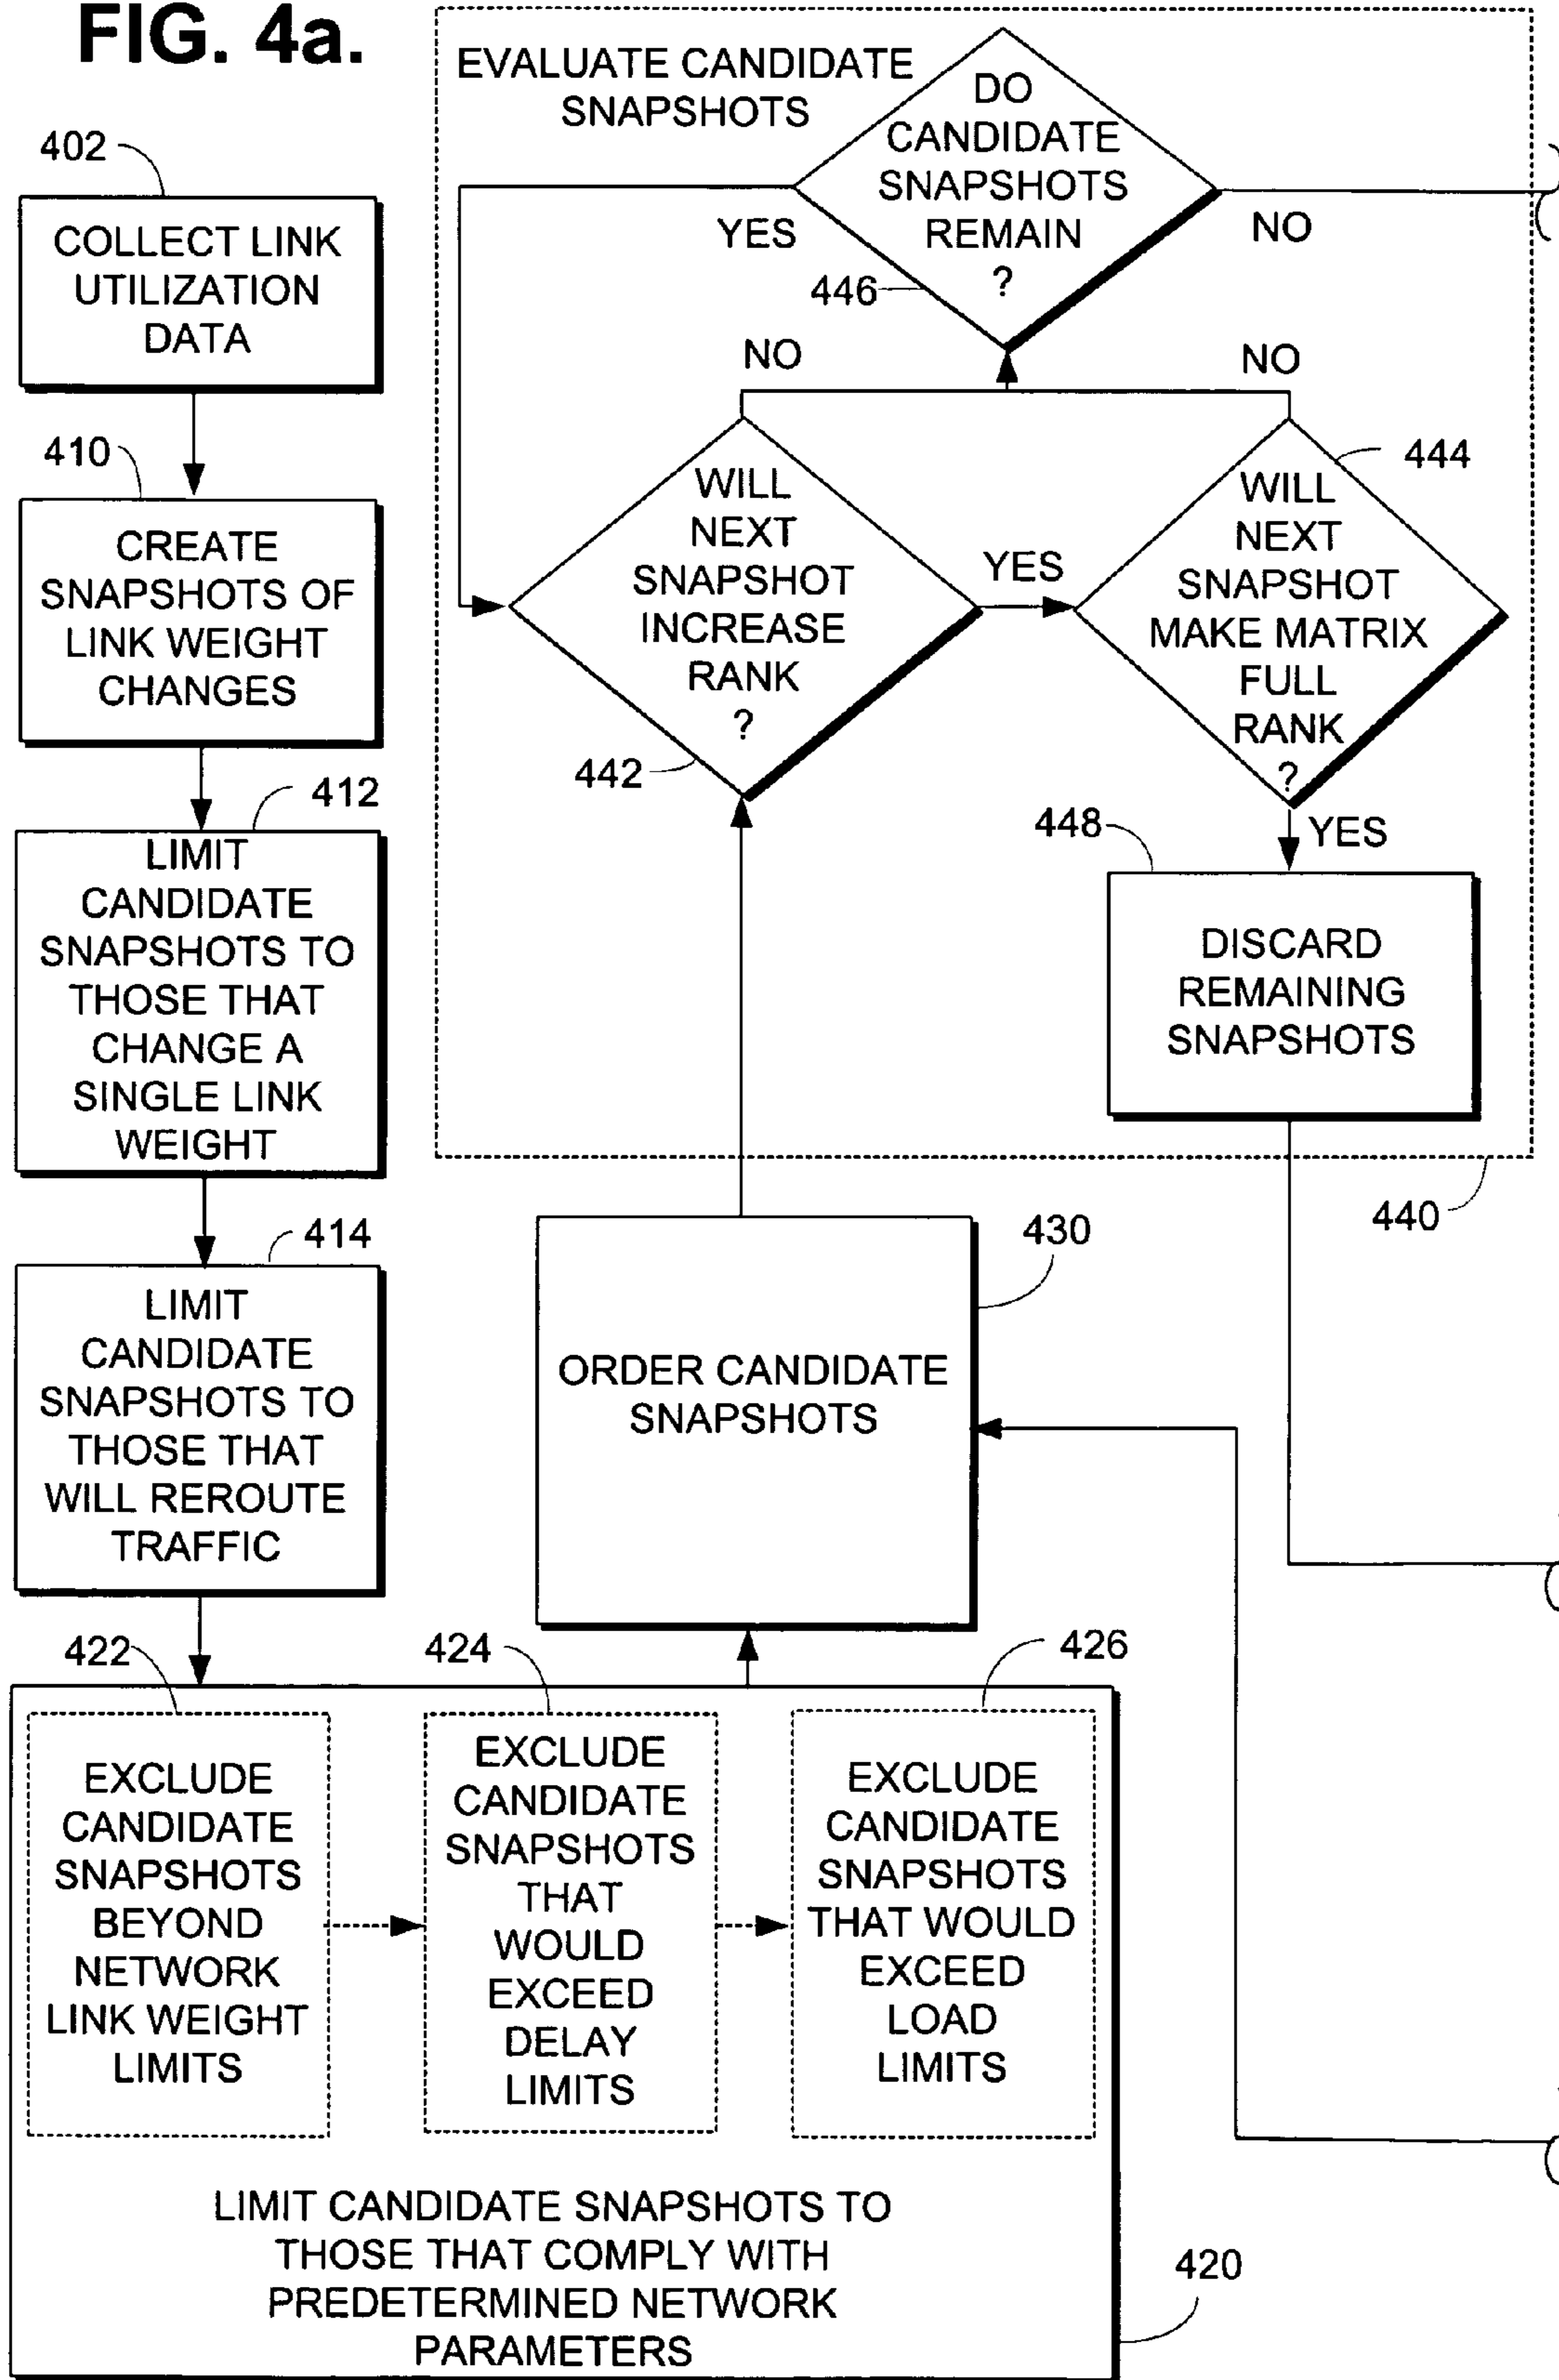 FIG. 4a.
402
COLLECT LINK
UTILIZATION
DATA
410
CREATE
SNAPSHOTS OF
LINK WEIGHT
CHANGES
412
LIMIT
CANDIDATE
SNAPSHOTS TO
THOSE THAT
CHANGE A
SINGLE LINK
WEIGHT
414
LIMIT
CANDIDATE
SNAPSHOTS TO
THOSE THAT
WILL REROUTE
TRAFFIC
422
EXCLUDE
CANDIDATE
SNAPSHOTS
BEYOND
NETWORK
LINK WEIGHT
LIMITS
424
EXCLUDE
CANDIDATE
SNAPSHOTS
THAT
WOULD
EXCEED
DELAY
LIMITS
426
EXCLUDE
CANDIDATE
SNAPSHOTS
THAT WOULD
EXCEED
LOAD
LIMITS
LIMIT CANDIDATE SNAPSHOTS TO
THOSE THAT COMPLY WITH
PREDETERMINED NETWORK
PARAMETERS
420
ORDER CANDIDATE
SNAPSHOTS
430
EVALUATE CANDIDATE
SNAPSHOTS
DO
CANDIDATE
SNAPSHOTS
REMAIN
?
446
YES
NO
NO
NO
WILL
NEXT
SNAPSHOT
INCREASE
RANK
?
442
YES
444
WILL
NEXT
SNAPSHOT
MAKE MATRIX
FULL
RANK
?
YES
448
DISCARD
REMAINING
SNAPSHOTS
440